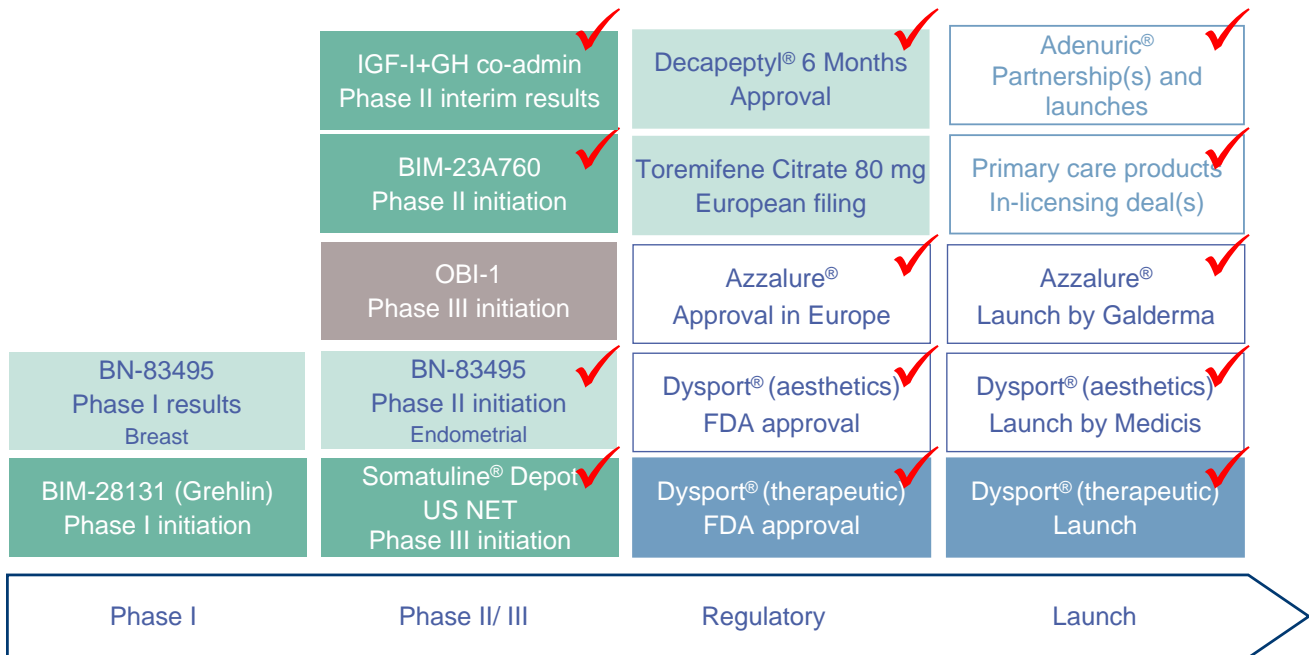 IGF-I+GH co-admin
Phase II interim results
Decapeptyl® 6 Months
Approval
Adenuric®
Partnership(s) and
launches
BIM-23A760
Phase II initiation
Toremifene Citrate 80 mg
European filing
Primary care products
In-licensing deal(s)
OBI-1
Phase III initiation
Azzalure®
Approval in Europe
Azzalure®
Launch by Galderma
BN-83495
Phase I results
Breast
BN-83495
Phase II initiation
Endometrial
Dysport® (aesthetics)
FDA approval
Dysport® (aesthetics)
Launch by Medicis
BIM-28131 (Grehlin)
Phase I initiation
Somatuline® Depot
US NET
Phase III initiation
Dysport® (therapeutic)
FDA approval
Dysport® (therapeutic)
Launch
Phase I
Phase II/ III
Regulatory
Launch